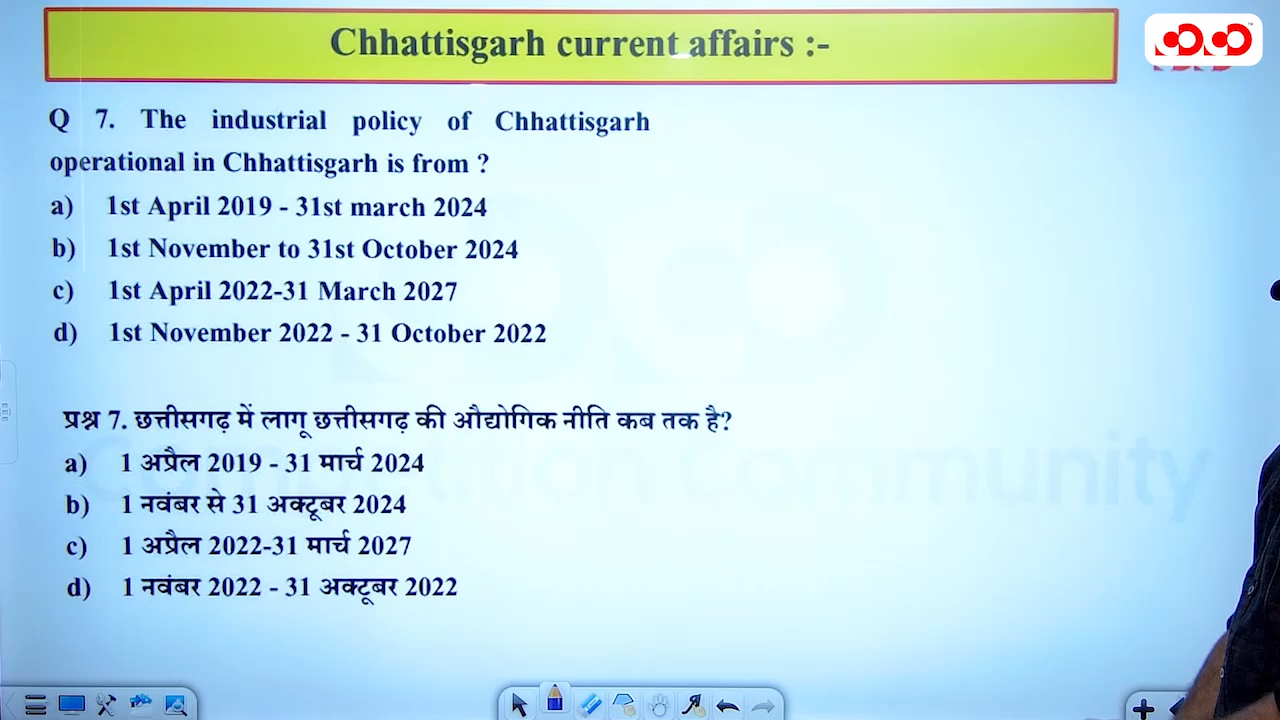 Chhattisgarh current affairs :-
Q 7. The industrial policy of Chhattisgarh
operational in Chhattisgarh is from ?
a) 1st April 2019 - 31st march 2024
b) 1st November to 31st October 2024
c) 1st April 2022-31 March 2027
d) 1st November 2022 - 31 October 2022
प्रश्न 7. छत्तीसगढ़ में लागू छत्तीसगढ़ की औद्योगिक नीति कब तक है?
a) 1 अप्रैल 2019 - 31 मार्च 2024
b) 1 नवंबर से 31 अक्टूबर 2024
c) 1 अप्रैल 2022-31 मार्च 2027
d) 1 नवंबर 2022 - 31 अक्टूबर 2022
Competition Community